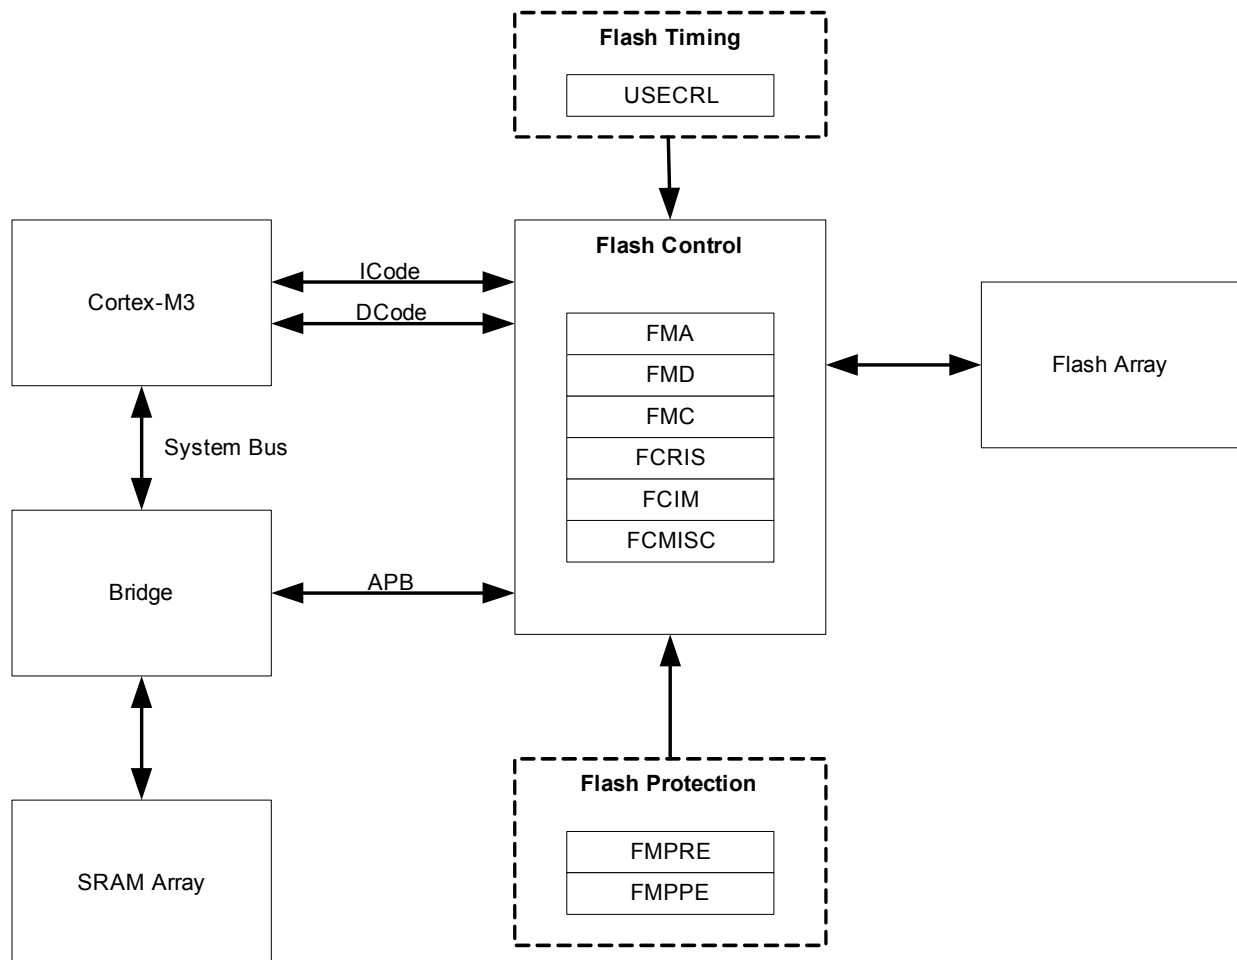 Flash Timing
USECRL
Cortex-M3
ICode
DCode
System Bus
Flash Control
FMA
FMD
FMC
FCRIS
FCIM
FCMISC
Flash Array
Bridge
APB
SRAM Array
Flash Protection
FMPRE
FMPPE